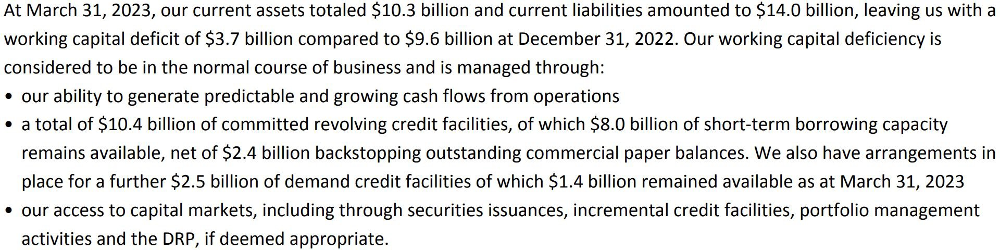 At March 31, 2023, our current assets totaled $10.3 billion and current liabilities amounted to $14.0 billion, leaving us with a
working capital deficit of $3.7 billion compared to $9.6 billion at December 31, 2022. Our working capital deficiency is
considered to be in the normal course of business and is managed through:
• our ability to generate predictable and growing cash flows from operations
• a total of $10.4 billion of committed revolving credit facilities, of which $8.0 billion of short-term borrowing capacity
remains available, net of $2.4 billion backstopping outstanding commercial paper balances. We also have arrangements in
place for a further $2.5 billion of demand credit facilities of which $1.4 billion remained available as at March 31, 2023
• our access to capital markets, including through securities issuances, incremental credit facilities, portfolio management
activities and the DRP, if deemed appropriate.